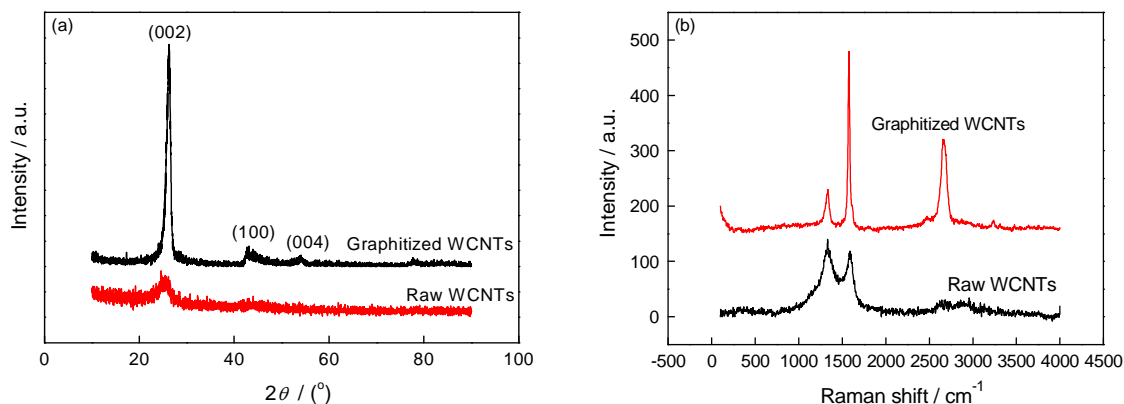 (a)
(002)
(100)
(004)
Graphitized WCNTs
Raw WCNTs
Intensity / a.u.
0 20 40 60 80 100
2θ / (°)
(b)
500
400
300
200
100
0
Graphitized WCNTs
Raw WCNTs
Intensity / a.u.
-500 0 500 1000 1500 2000 2500 3000 3500 4000 4500
Raman shift / cm⁻¹